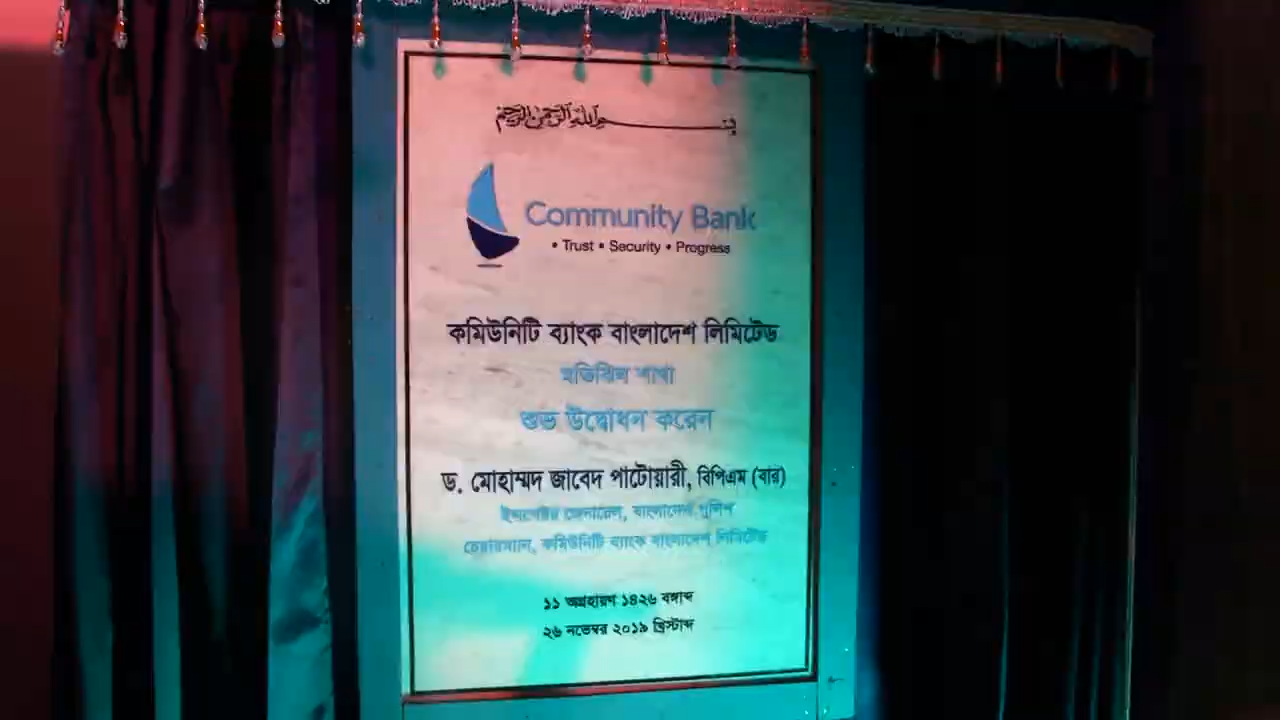 بسم الله الرحمن الرحيم
Community Bank
• Trust • Security • Progress
কমিউনিটি ব্যাংক বাংলাদেশ লিমিটেড
মতিঝিল শাখা
শুভ উদ্বোধন করেন
ড. মোহাম্মদ জাবেদ পাটোয়ারী, বিপিএম (বার)
ইন্সপেক্টর জেনারেল, বাংলাদেশ পুলিশ
চেয়ারম্যান, কমিউনিটি ব্যাংক বাংলাদেশ লিমিটেড
১১ অগ্রহায়ণ ১৪২৬ বঙ্গাব্দ
২৬ নভেম্বর ২০১৯ খ্রিস্টাব্দ